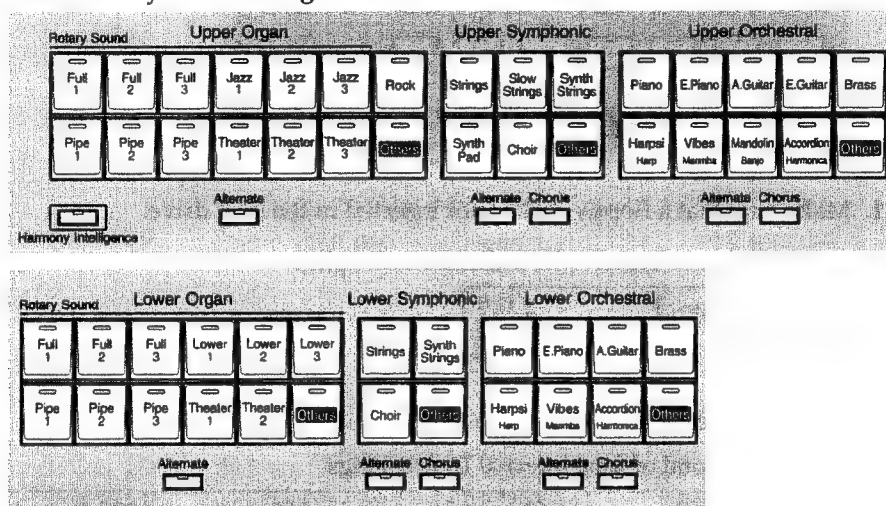 Upper Organ Upper Symphonic Upper Orchestral
Rotary Sound
Full 1 Full 2 Full 3 Jazz 1 Jazz 2 Jazz 3 Rock Strings Slow Strings Synth Strings Piano E.Piano A.Guitar E.Guitar Brass
Pipe 1 Pipe 2 Pipe 3 Theater 1 Theater 2 Theater 3 Others Synth Pad Choir Others Harpsi Harp Vibes Marimba Mandolin Banjo Accordion Harmonica Others
Alternate Alternate Chorus Alternate Chorus
Harmony Intelligence
Lower Organ Lower Symphonic Lower Orchestral
Rotary Sound
Full 1 Full 2 Full 3 Lower 1 Lower 2 Lower 3 Strings Synth Strings Piano E.Piano A.Guitar Brass
Pipe 1 Pipe 2 Pipe 3 Theater 1 Theater 2 Others Choir Others Harpsi Harp Vibes Marimba Accordion Harmonica Others
Alternate Alternate Chorus Alternate Chorus